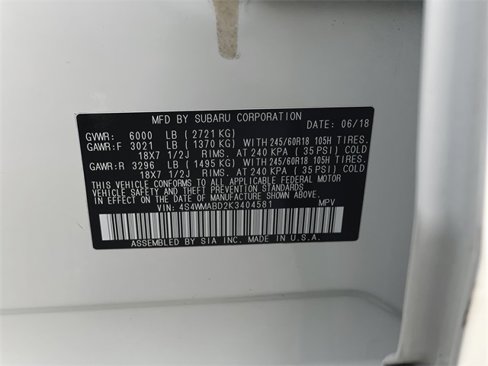 MFD BY SUBARU CORPORATION
DATE: 06/18
GVWR: 6000 LB ( 2721 KG)
GAWR:F 3021 LB ( 1370 KG) WITH 245/60R18 105H TIRES.
18X7 1/2J RIMS. AT 240 KPA ( 35 PSI) COLD
GAWR:R 3296 LB ( 1495 KG) WITH 245/60R18 105H TIRES.
18X7 1/2J RIMS. AT 240 KPA ( 35 PSI) COLD
THIS VEHICLE CONFORMS TO ALL APPLICABLE FEDERAL MOTOR
VEHICLE SAFETY AND THEFT PREVENTION STANDARDS
IN EFFECT ON THE DATE OF MANUFACTURE SHOWN ABOVE.
VIN: 4S4WMABD2K3404581 MPV
ASSEMBLED BY SIA INC. MADE IN U.S.A.